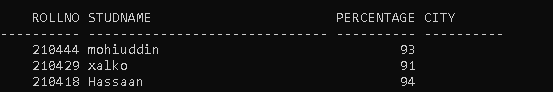 ROLLNO STUDNAME PERCENTAGE CITY
---------- ------------------------------ ---------- ----------
210444 mohiuddin 93
210429 xalko 91
210418 Hassaan 94